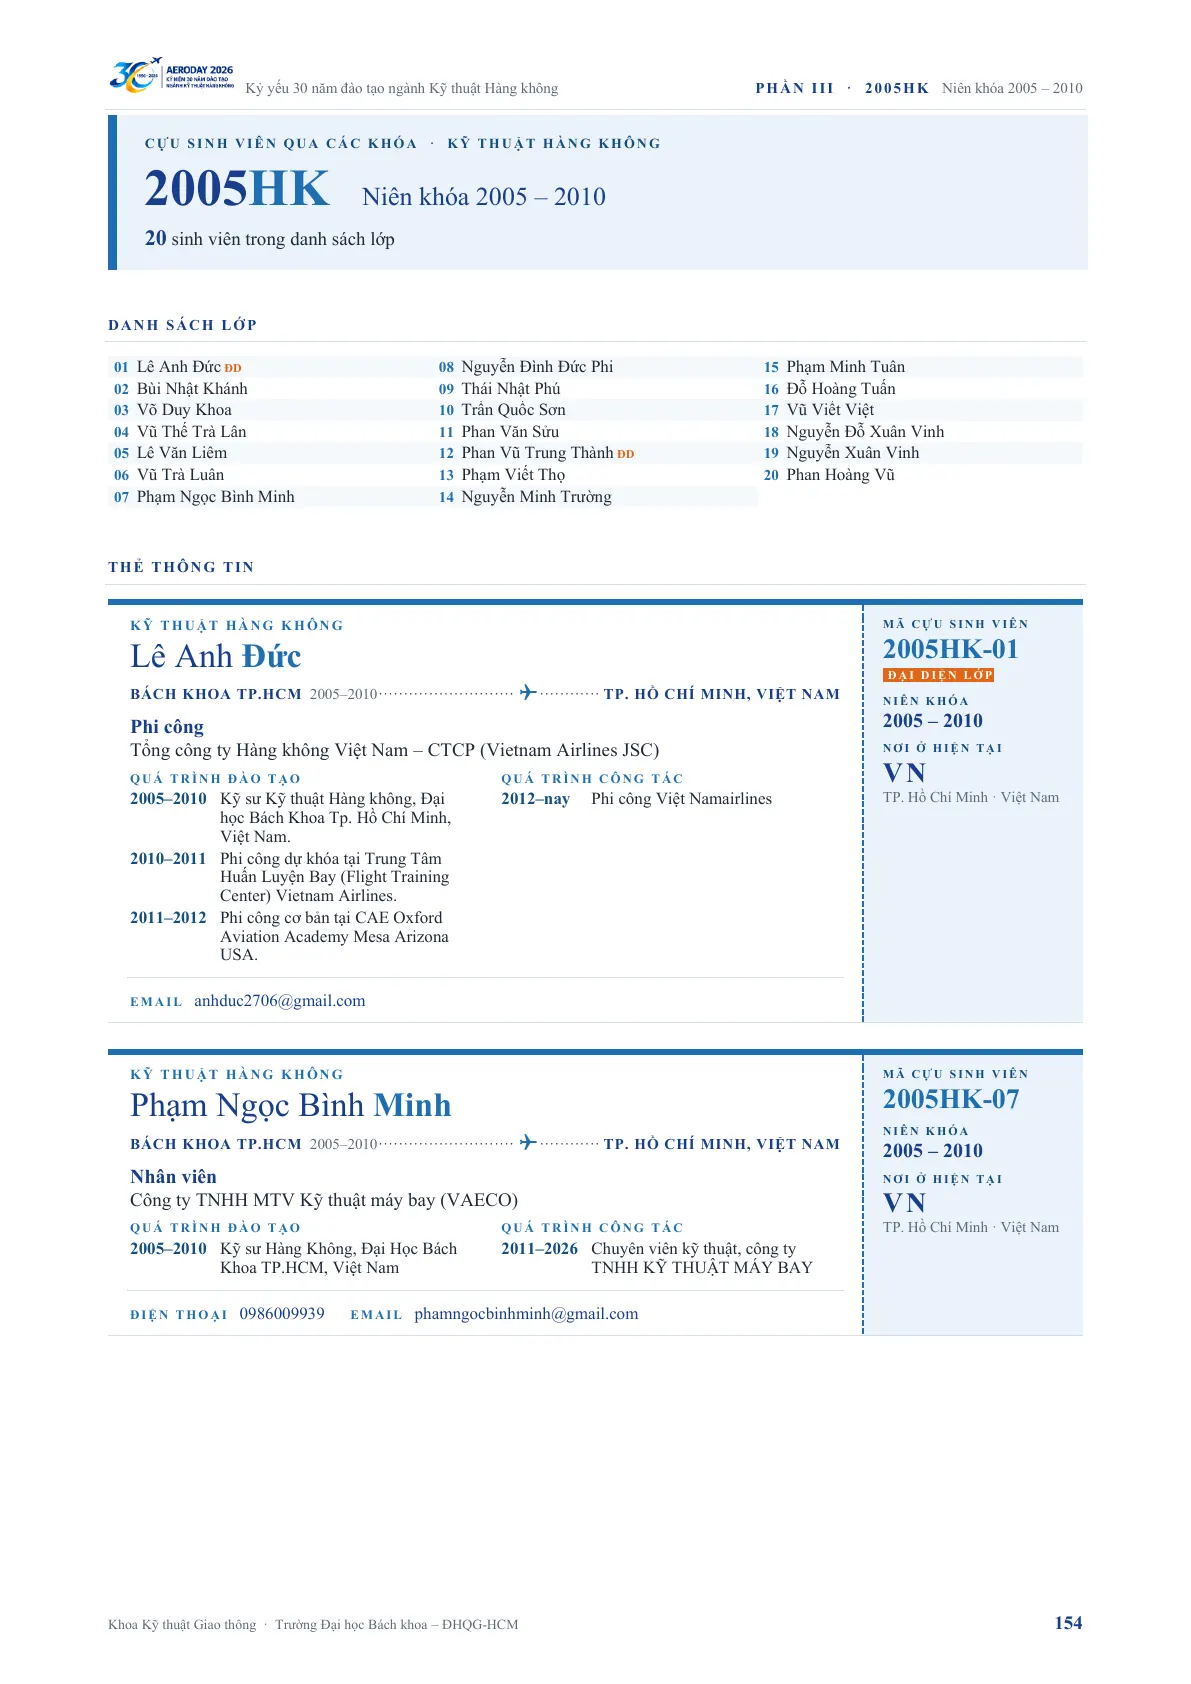 30 1996 - 2026 AERODAY 2026
KỶ NIỆM 30 NĂM ĐÀO TẠO
NGÀNH KỸ THUẬT HÀNG KHÔNG
Kỷ yếu 30 năm đào tạo ngành Kỹ thuật Hàng không
PHẦN III · 2005HK Niên khóa 2005 – 2010
CỰU SINH VIÊN QUA CÁC KHÓA · KỸ THUẬT HÀNG KHÔNG
2005HK Niên khóa 2005 – 2010
20 sinh viên trong danh sách lớp
DANH SÁCH LỚP
01 Lê Anh Đức ĐD
02 Bùi Nhật Khánh
03 Võ Duy Khoa
04 Vũ Thế Trà Lân
05 Lê Văn Liêm
06 Vũ Trà Luân
07 Phạm Ngọc Bình Minh
08 Nguyễn Đình Đức Phi
09 Thái Nhật Phú
10 Trần Quốc Sơn
11 Phan Văn Sửu
12 Phan Vũ Trung Thành ĐD
13 Phạm Viết Thọ
14 Nguyễn Minh Trường
15 Phạm Minh Tuân
16 Đỗ Hoàng Tuấn
17 Vũ Viết Việt
18 Nguyễn Đỗ Xuân Vinh
19 Nguyễn Xuân Vinh
20 Phan Hoàng Vũ
THẺ THÔNG TIN
KỸ THUẬT HÀNG KHÔNG
Lê Anh Đức
BÁCH KHOA TP.HCM 2005–2010 TP. HỒ CHÍ MINH, VIỆT NAM
Phi công
Tổng công ty Hàng không Việt Nam – CTCP (Vietnam Airlines JSC)
QUÁ TRÌNH ĐÀO TẠO
2005–2010 Kỹ sư Kỹ thuật Hàng không, Đại
học Bách Khoa Tp. Hồ Chí Minh,
Việt Nam.
2010–2011 Phi công dự khóa tại Trung Tâm
Huấn Luyện Bay (Flight Training
Center) Vietnam Airlines.
2011–2012 Phi công cơ bản tại CAE Oxford
Aviation Academy Mesa Arizona
USA.
QUÁ TRÌNH CÔNG TÁC
2012–nay Phi công Việt Namairlines
EMAIL anhduc2706@gmail.com
MÃ CỰU SINH VIÊN
2005HK-01
ĐẠI DIỆN LỚP
NIÊN KHÓA
2005 – 2010
NƠI Ở HIỆN TẠI
VN
TP. Hồ Chí Minh · Việt Nam
KỸ THUẬT HÀNG KHÔNG
Phạm Ngọc Bình Minh
BÁCH KHOA TP.HCM 2005–2010 TP. HỒ CHÍ MINH, VIỆT NAM
Nhân viên
Công ty TNHH MTV Kỹ thuật máy bay (VAECO)
QUÁ TRÌNH ĐÀO TẠO
2005–2010 Kỹ sư Hàng Không, Đại Học Bách
Khoa TP.HCM, Việt Nam
QUÁ TRÌNH CÔNG TÁC
2011–2026 Chuyên viên kỹ thuật, công ty
TNHH KỸ THUẬT MÁY BAY
ĐIỆN THOẠI 0986009939 EMAIL phamngocbinhminh@gmail.com
MÃ CỰU SINH VIÊN
2005HK-07
NIÊN KHÓA
2005 – 2010
NƠI Ở HIỆN TẠI
VN
TP. Hồ Chí Minh · Việt Nam
Khoa Kỹ thuật Giao thông · Trường Đại học Bách khoa – ĐHQG-HCM
154